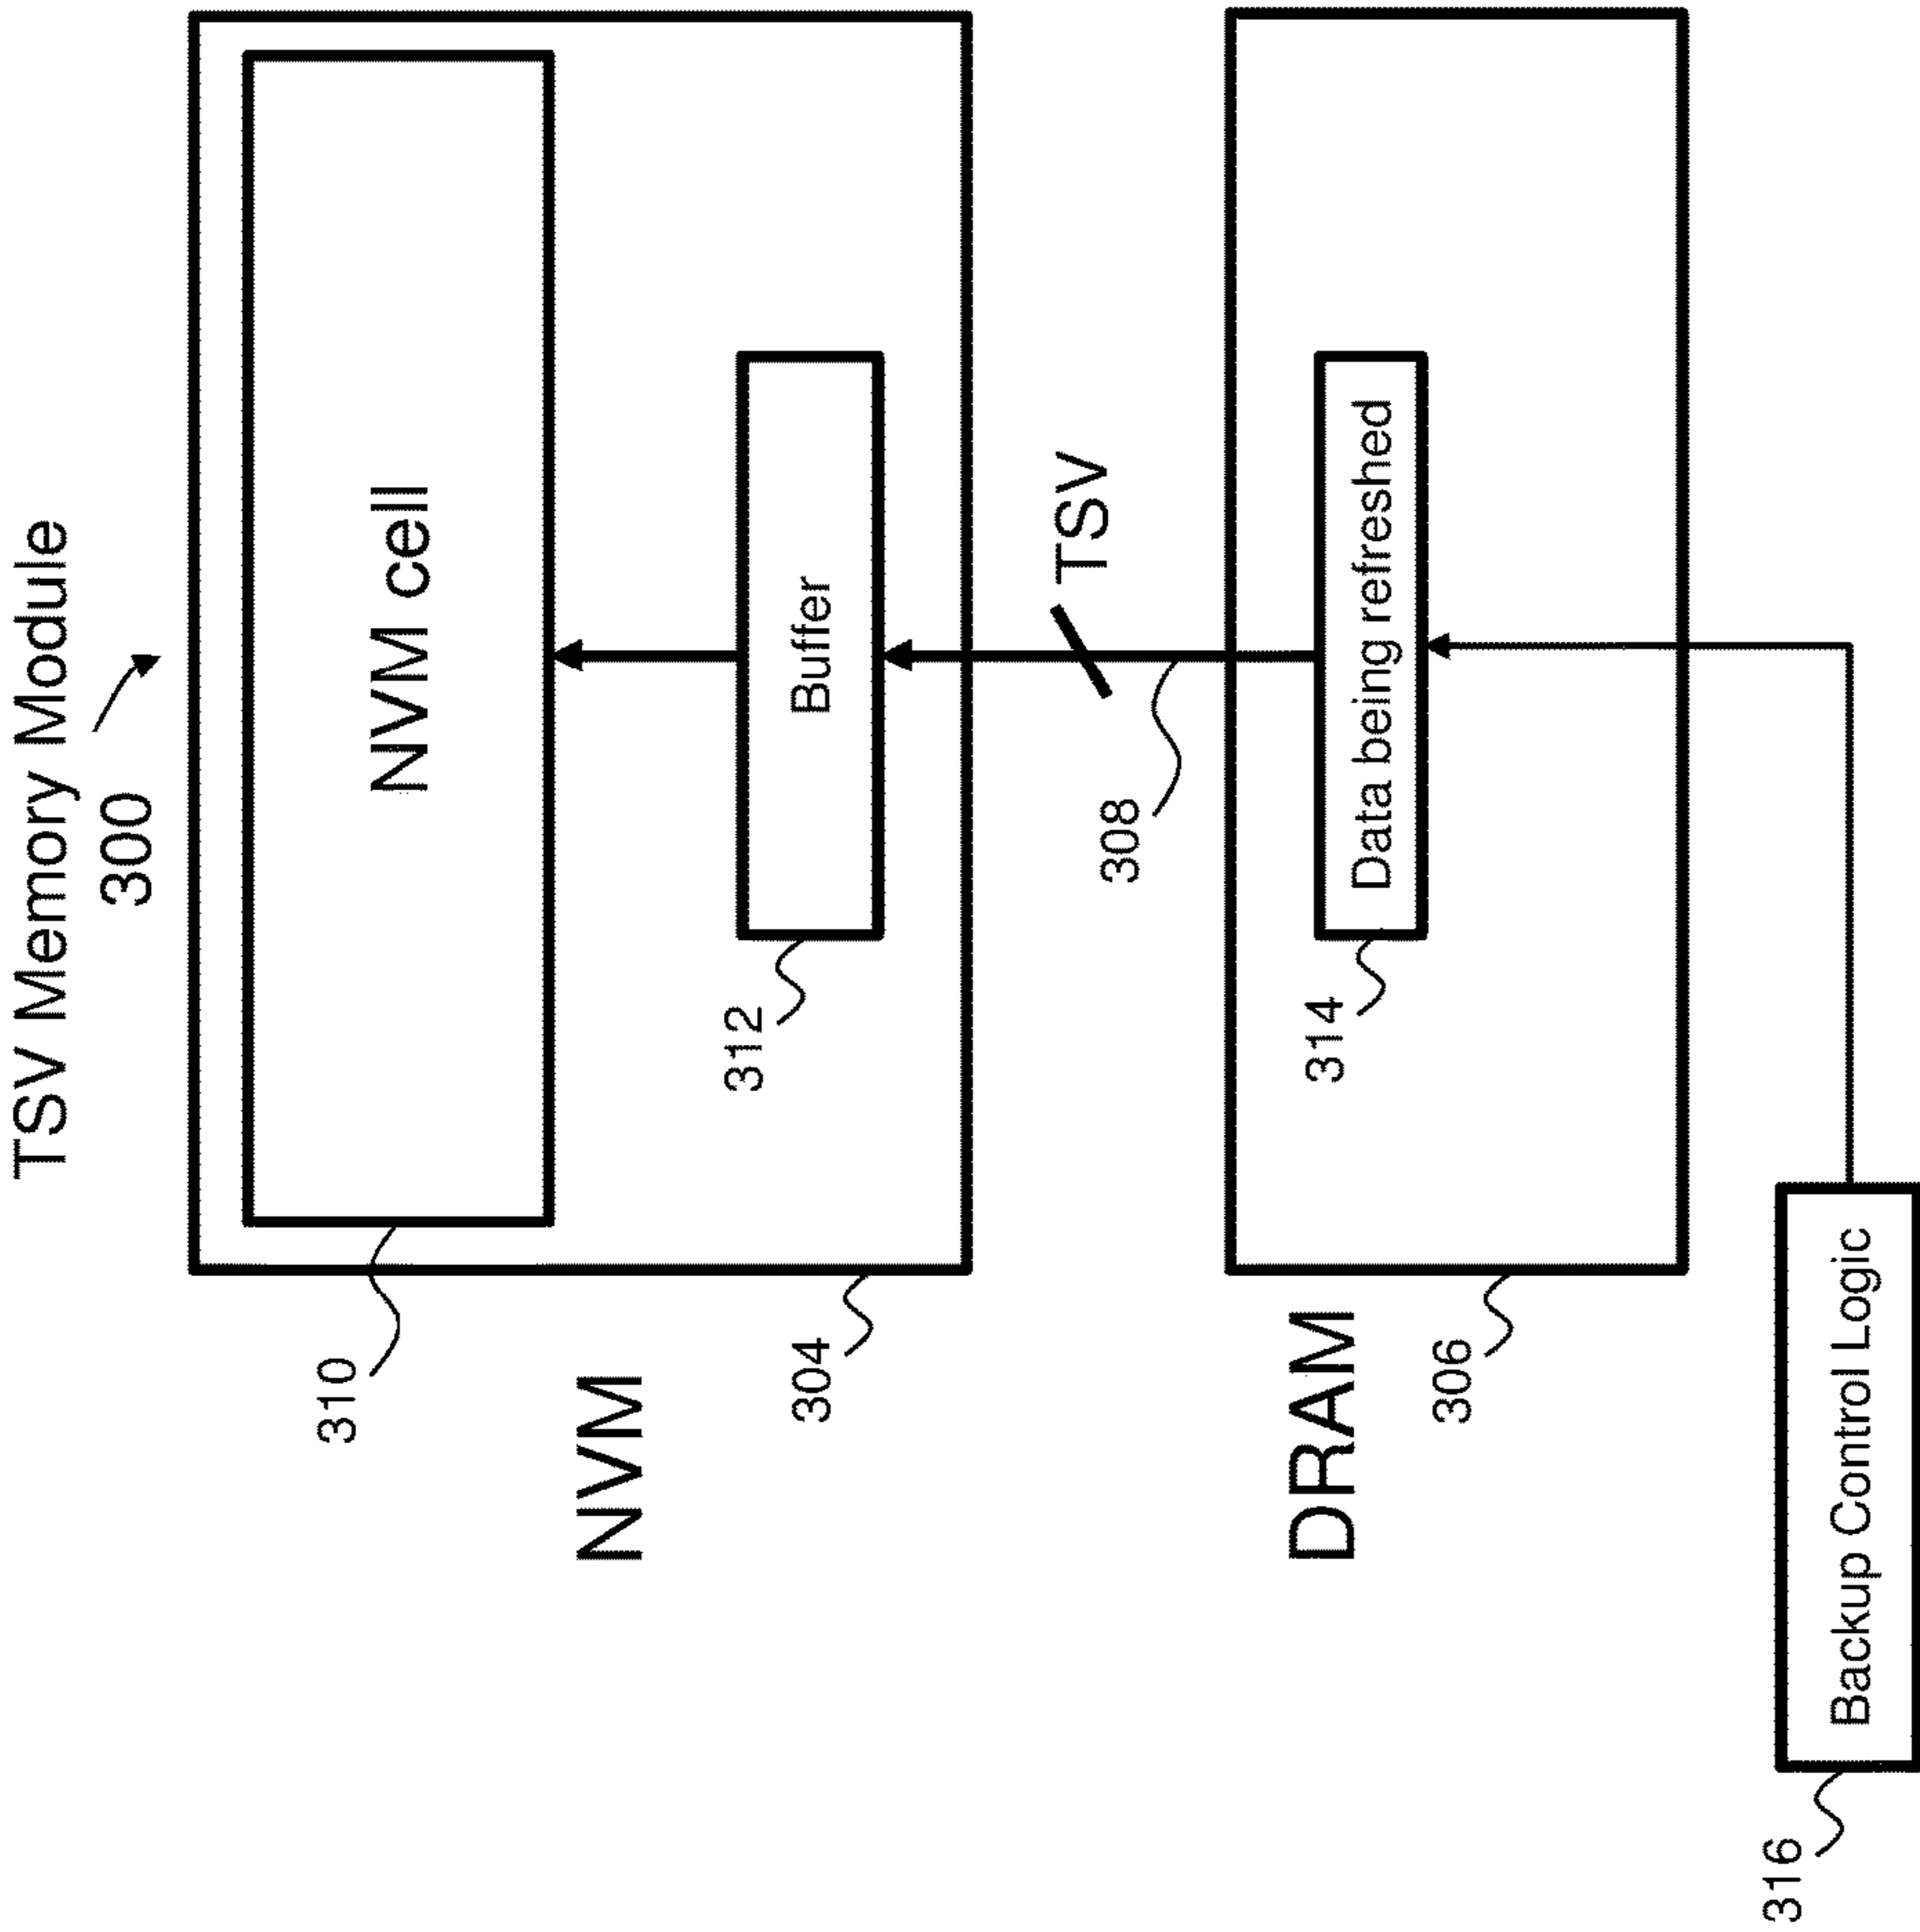 TSV Memory Module
300
NVM cell
310
NVM
Buffer
312
304
TSV
308
DRAM
Data being refreshed
314
306
Backup Control Logic
316